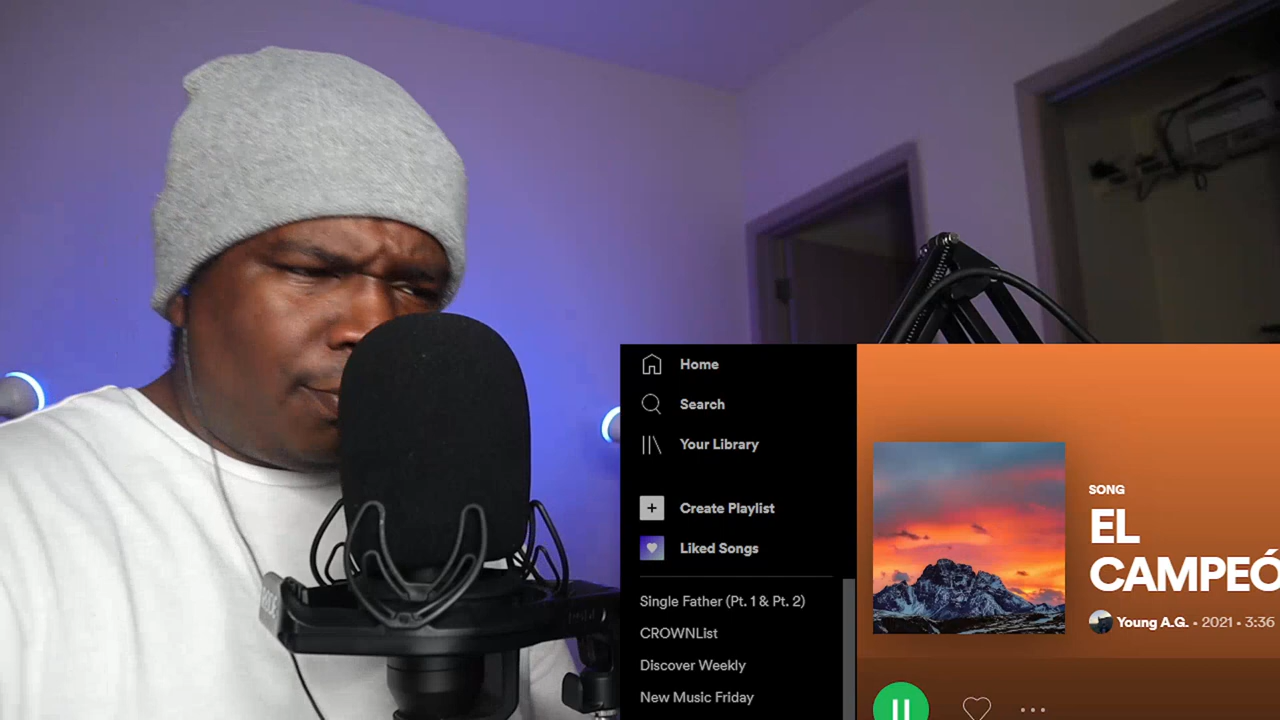 Home
Search
Your Library
Create Playlist
Liked Songs
Single Father (Pt. 1 & Pt. 2)
CROWNList
Discover Weekly
New Music Friday
SONG
EL
CAMPEÓ
Young A.G. • 2021 • 3:36